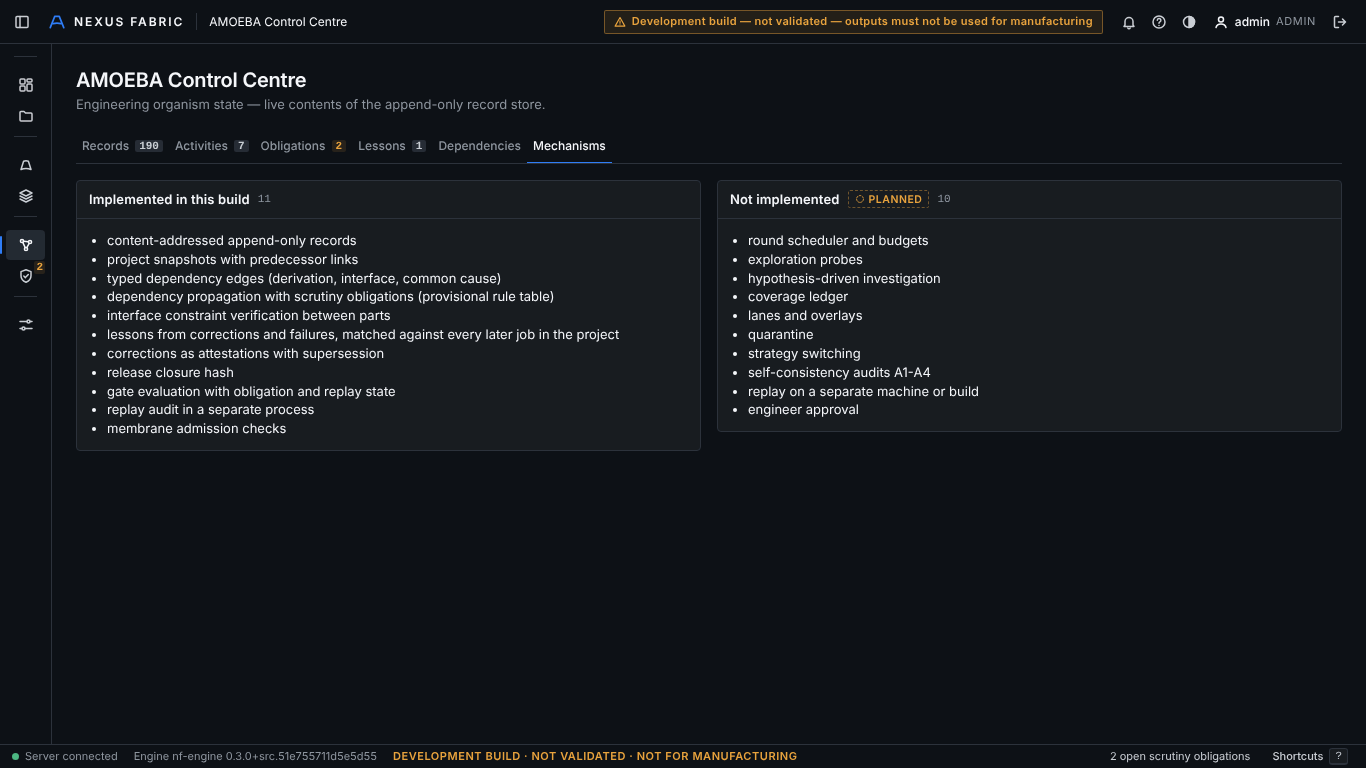 NEXUS FABRIC
AMOEBA Control Centre
Development build — not validated — outputs must not be used for manufacturing
admin ADMIN
AMOEBA Control Centre
Engineering organism state — live contents of the append-only record store.
Records 190 Activities 7 Obligations 2 Lessons 1 Dependencies Mechanisms
Implemented in this build 11
• content-addressed append-only records
• project snapshots with predecessor links
• typed dependency edges (derivation, interface, common cause)
• dependency propagation with scrutiny obligations (provisional rule table)
• interface constraint verification between parts
• lessons from corrections and failures, matched against every later job in the project
• corrections as attestations with supersession
• release closure hash
• gate evaluation with obligation and replay state
• replay audit in a separate process
• membrane admission checks
Not implemented PLANNED 10
• round scheduler and budgets
• exploration probes
• hypothesis-driven investigation
• coverage ledger
• lanes and overlays
• quarantine
• strategy switching
• self-consistency audits A1-A4
• replay on a separate machine or build
• engineer approval
2
Server connected
Engine nf-engine 0.3.0+src.51e755711d5e5d55
DEVELOPMENT BUILD · NOT VALIDATED · NOT FOR MANUFACTURING
2 open scrutiny obligations
Shortcuts ?